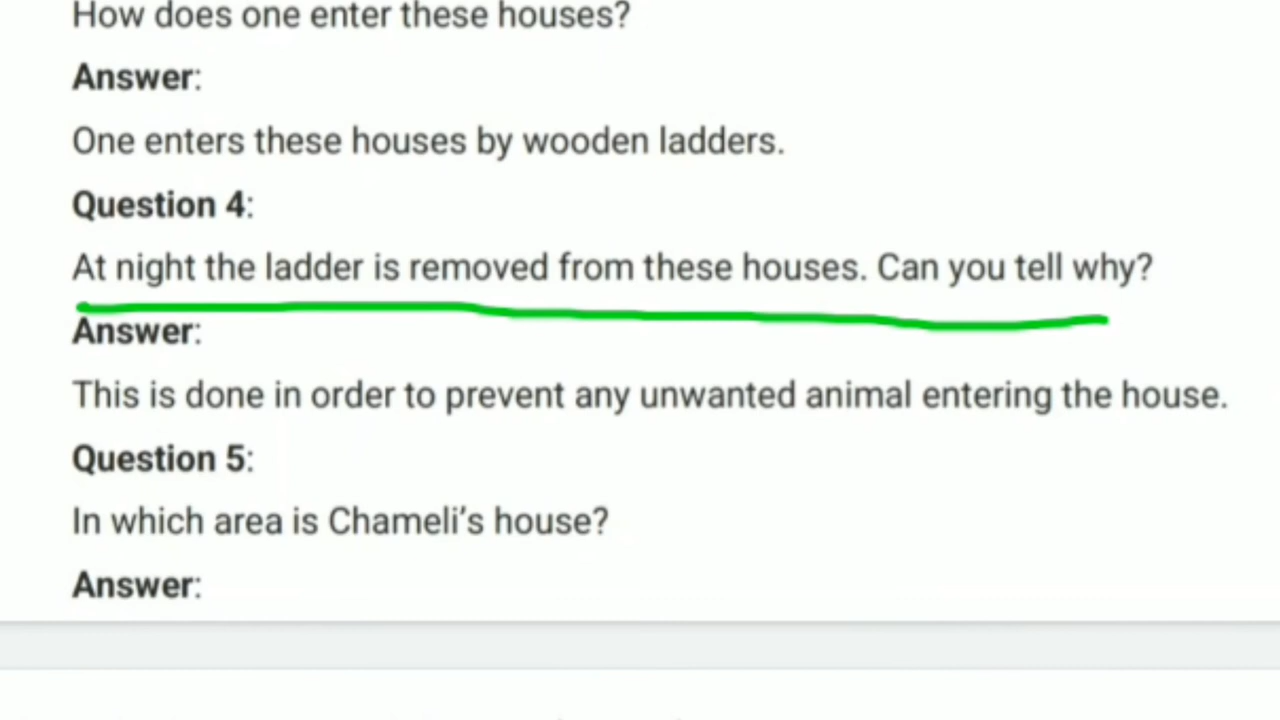 How does one enter these houses?
Answer:
One enters these houses by wooden ladders.
Question 4:
At night the ladder is removed from these houses. Can you tell why?
Answer:
This is done in order to prevent any unwanted animal entering the house.
Question 5:
In which area is Chameli’s house?
Answer: